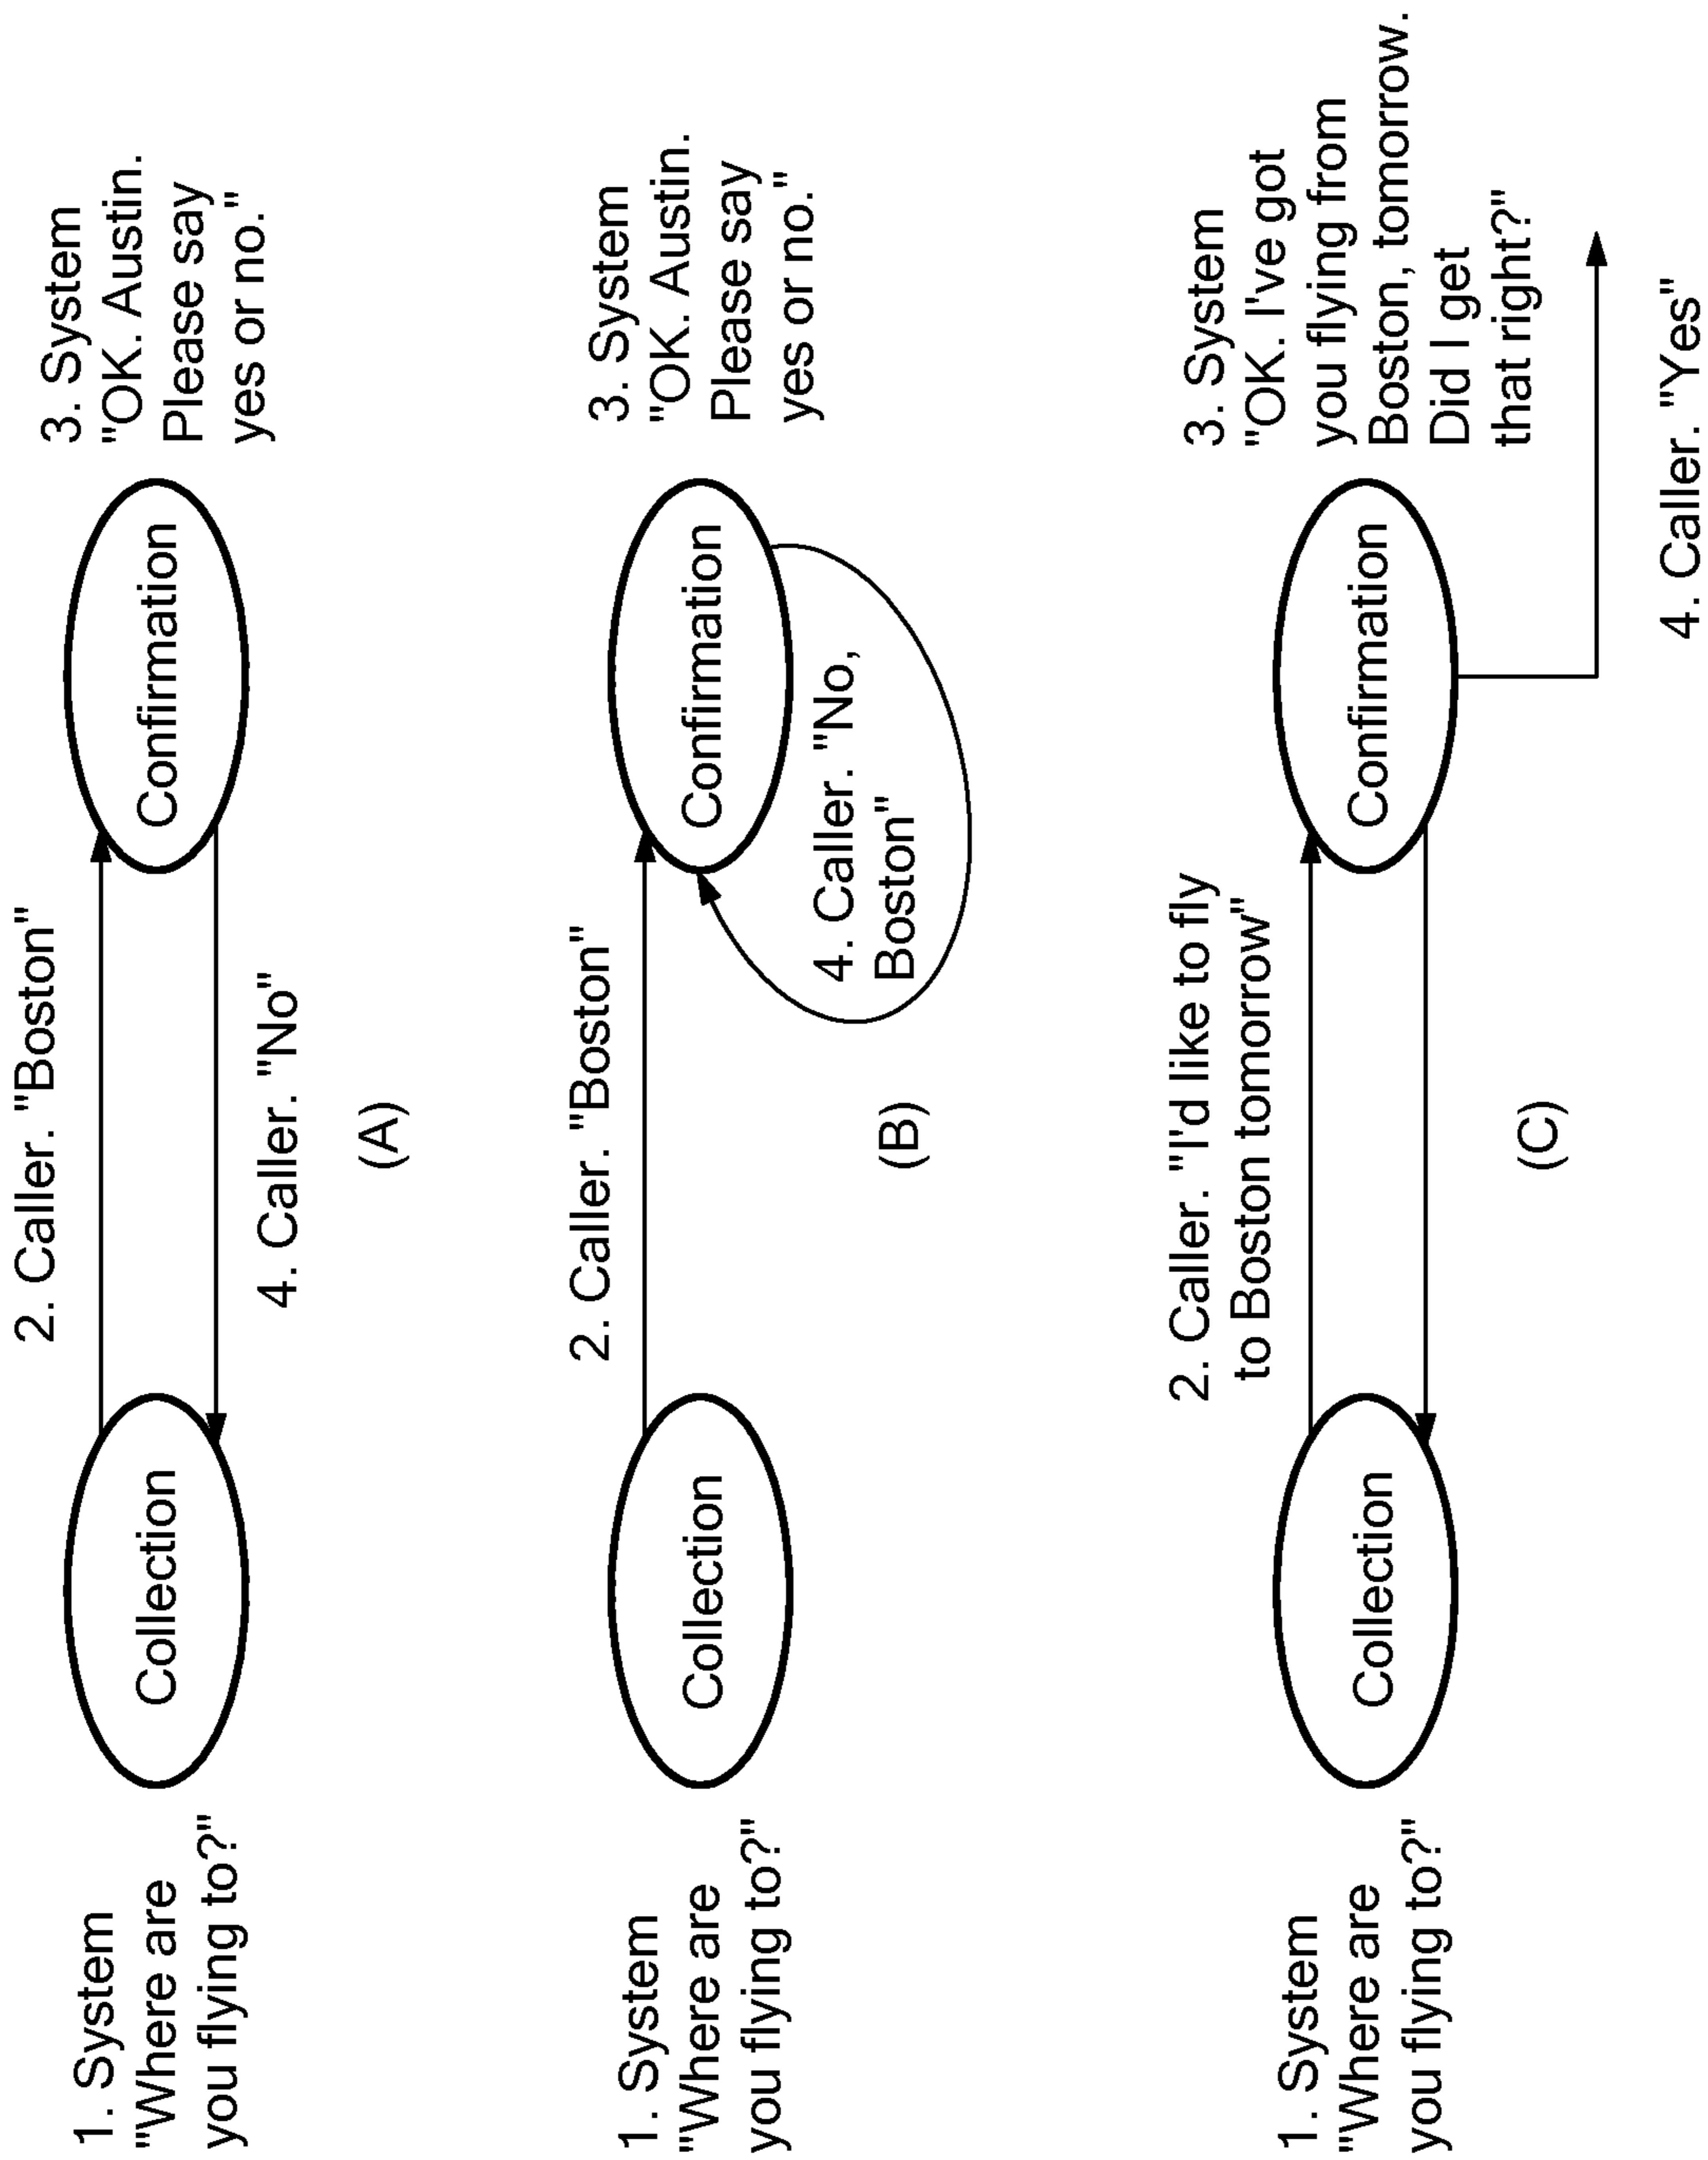 1. System
"Where are
you flying to?"
Collection
2. Caller. "Boston"
4. Caller. "No"
Confirmation
3. System
"OK. Austin.
Please say
yes or no."
(A)
1. System
"Where are
you flying to?"
Collection
2. Caller. "Boston"
Confirmation
4. Caller. "No,
Boston"
3. System
"OK. Austin.
Please say
yes or no."
(B)
1. System
"Where are
you flying to?"
Collection
2. Caller. "I'd like to fly
to Boston tomorrow"
Confirmation
3. System
"OK. I've got
you flying from
Boston, tomorrow.
Did I get
that right?"
4. Caller. "Yes"
(C)